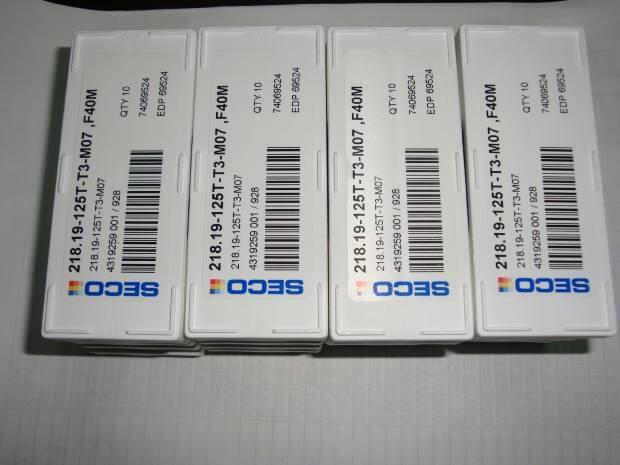 218.19-125T-T3-M07 ,F40M
218.19-125T-T3-M07
4319259 001 / 928
QTY 10
74069524
EDP 69524
SECO
218.19-125T-T3-M07 ,F40M
218.19-125T-T3-M07
4319259 001 / 928
QTY 10
74069524
EDP 69524
SECO
218.19-125T-T3-M07 ,F40M
218.19-125T-T3-M07
4319259 001 / 928
QTY 10
74069524
EDP 69524
SECO
218.19-125T-T3-M07 ,F40M
218.19-125T-T3-M07
4319259 001 / 928
QTY 10
74069524
EDP 69524
SECO